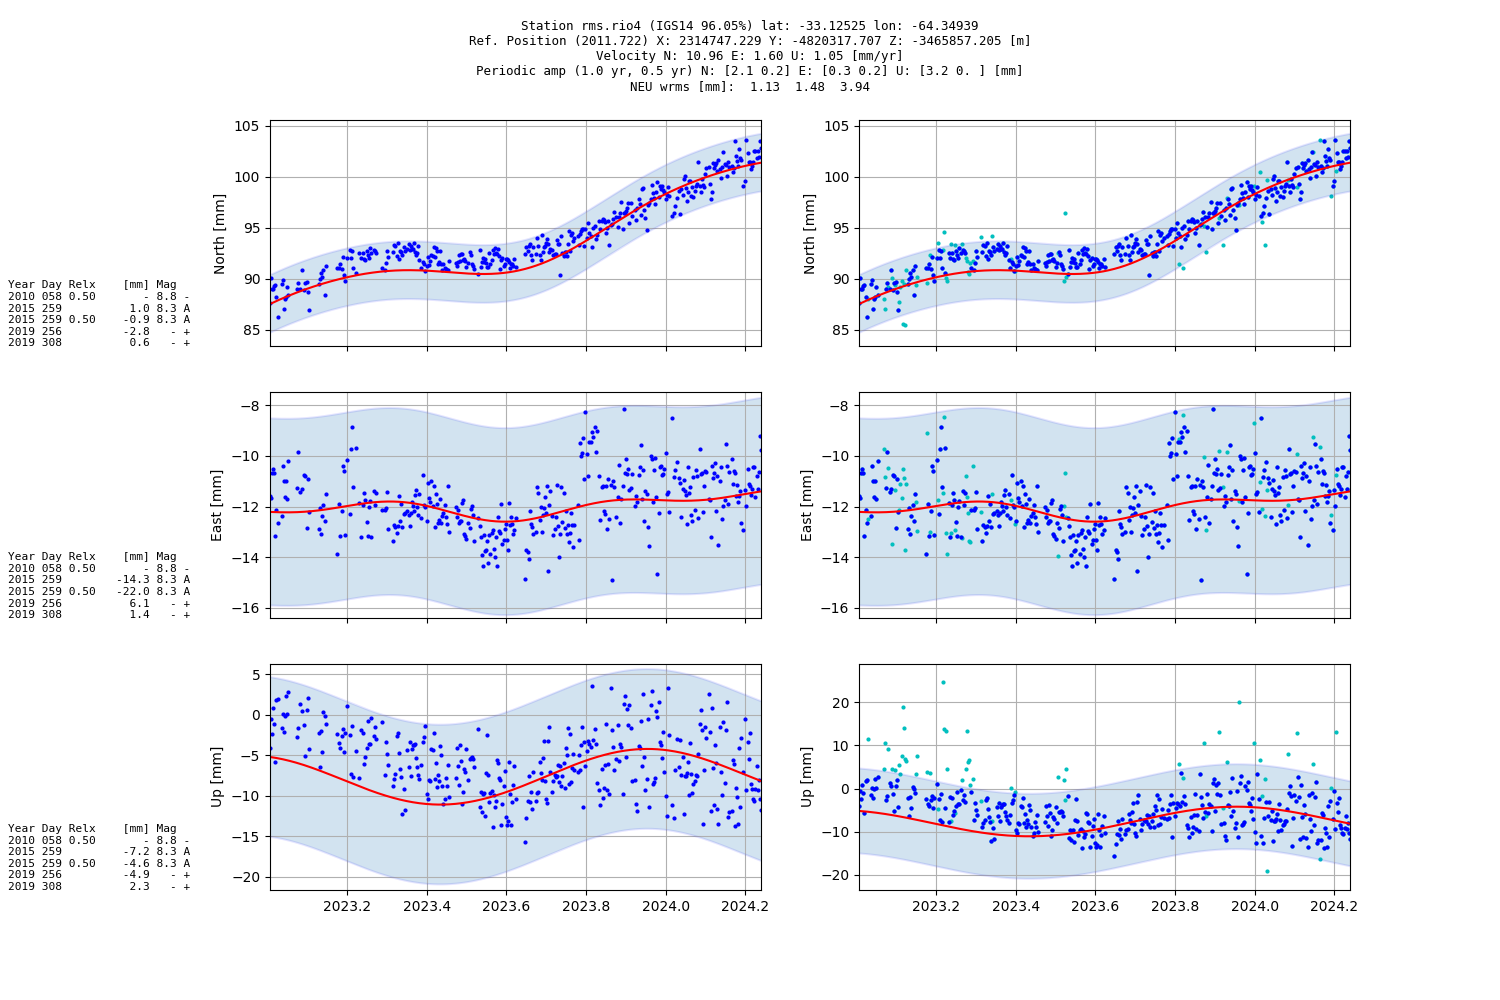 Station rms.rio4 (IGS14 96.05%) lat: -33.12525 lon: -64.34939
Ref. Position (2011.722) X: 2314747.229 Y: -4820317.707 Z: -3465857.205 [m]
Velocity N: 10.96 E: 1.60 U: 1.05 [mm/yr]
Periodic amp (1.0 yr, 0.5 yr) N: [2.1 0.2] E: [0.3 0.2] U: [3.2 0. ] [mm]
NEU wrms [mm]: 1.13 1.48 3.94
Year Day Relx [mm] Mag
2010 058 0.50 - 8.8 -
2015 259 1.0 8.3 A
2015 259 0.50 -0.9 8.3 A
2019 256 -2.8 - +
2019 308 0.6 - +
North [mm]
105
100
95
90
85
North [mm]
105
100
95
90
85
Year Day Relx [mm] Mag
2010 058 0.50 - 8.8 -
2015 259 -14.3 8.3 A
2015 259 0.50 -22.0 8.3 A
2019 256 6.1 - +
2019 308 1.4 - +
East [mm]
−8
−10
−12
−14
−16
East [mm]
−8
−10
−12
−14
−16
Year Day Relx [mm] Mag
2010 058 0.50 - 8.8 -
2015 259 -7.2 8.3 A
2015 259 0.50 -4.6 8.3 A
2019 256 -4.9 - +
2019 308 2.3 - +
Up [mm]
5
0
−5
−10
−15
−20
2023.2 2023.4 2023.6 2023.8 2024.0 2024.2
Up [mm]
20
10
0
−10
−20
2023.2 2023.4 2023.6 2023.8 2024.0 2024.2